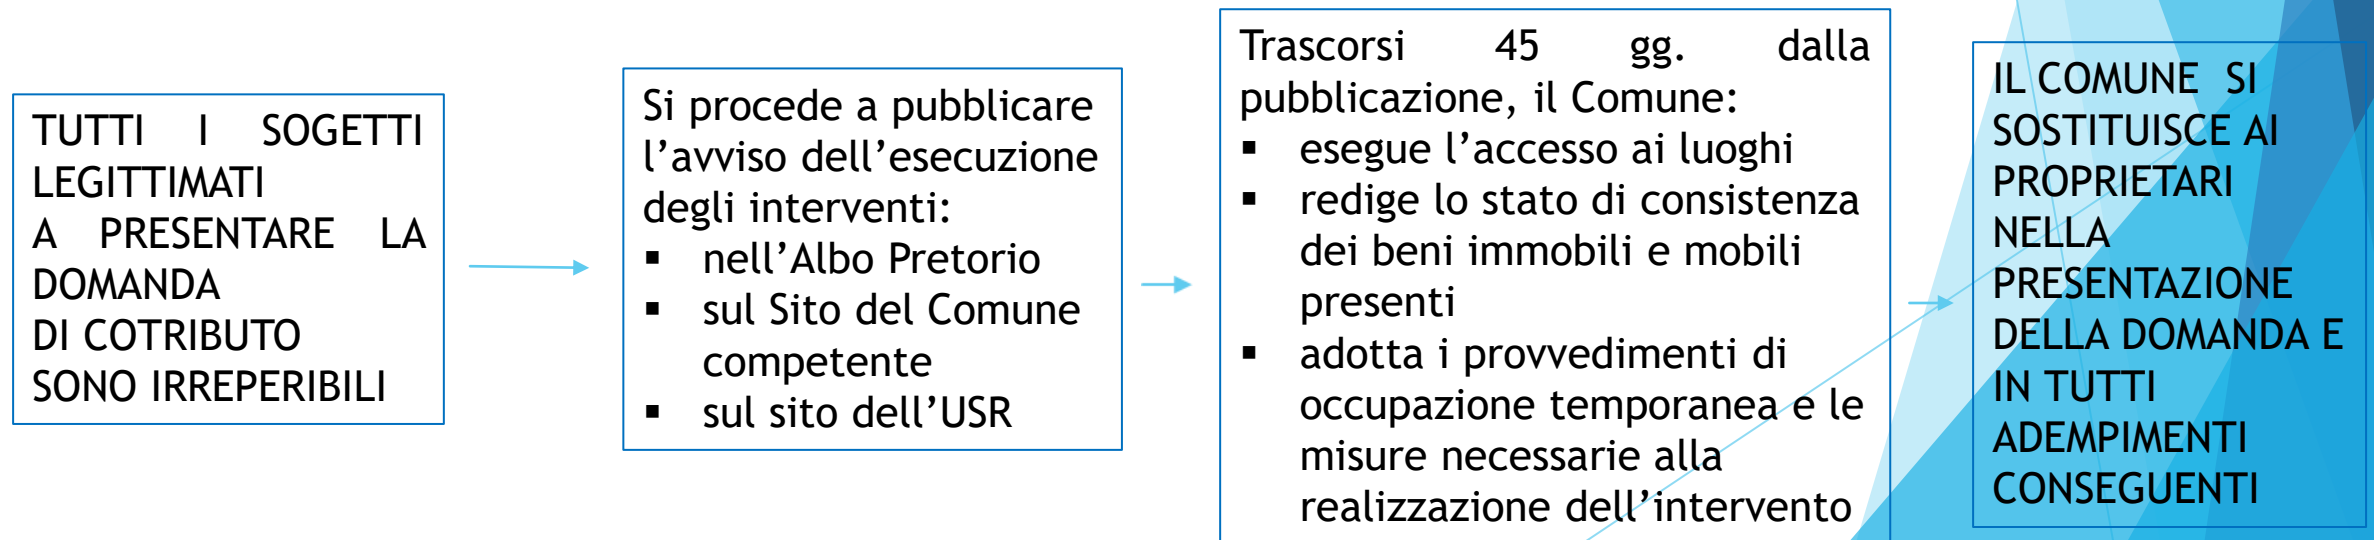 TUTTI I SOGETTI
LEGITTIMATI
A PRESENTARE LA
DOMANDA
DI COTRIBUTO
SONO IRREPERIBILI
Si procede a pubblicare
l’avviso dell’esecuzione
degli interventi:
▪ nell’Albo Pretorio
▪ sul Sito del Comune
competente
▪ sul sito dell’USR
Trascorsi 45 gg. dalla
pubblicazione, il Comune:
▪ esegue l’accesso ai luoghi
▪ redige lo stato di consistenza
dei beni immobili e mobili
presenti
▪ adotta i provvedimenti di
occupazione temporanea e le
misure necessarie alla
realizzazione dell’intervento
IL COMUNE SI
SOSTITUISCE AI
PROPRIETARI
NELLA
PRESENTAZIONE
DELLA DOMANDA E
IN TUTTI
ADEMPIMENTI
CONSEGUENTI